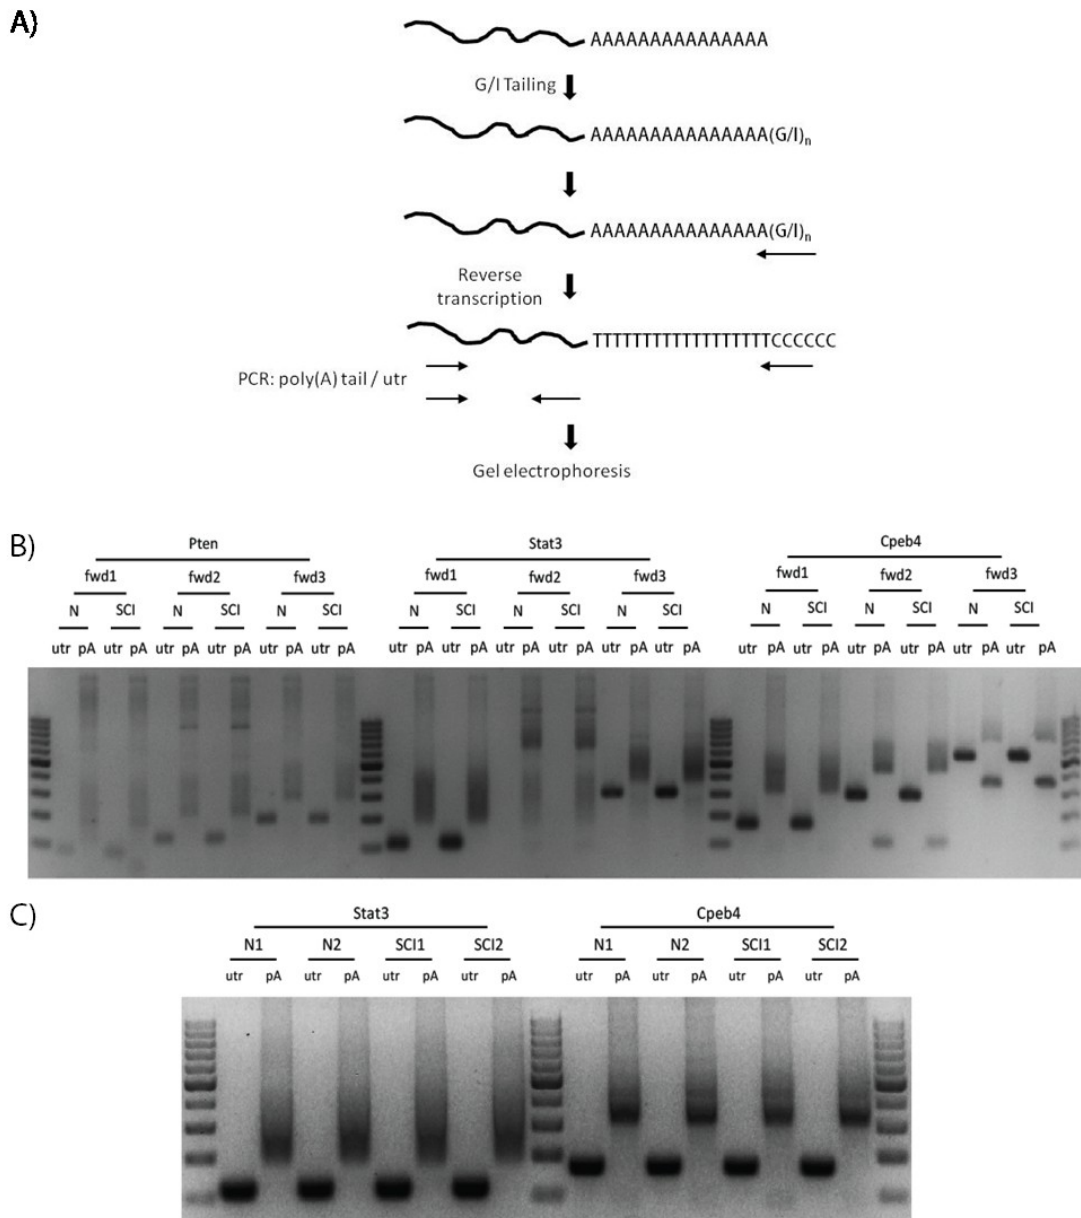 A)
AAAAAAAAAAAAAAA
G/I Tailing
AAAAAAAAAAAAAAA(G/I)n
AAAAAAAAAAAAAAA(G/I)n
Reverse
transcription
TTTTTTTTTTTTTTTTTTCCCCCC
PCR: poly(A) tail / utr
Gel electrophoresis
B)
Pten Stat3 Cpeb4
fwd1 fwd2 fwd3 fwd1 fwd2 fwd3 fwd1 fwd2 fwd3
N SCI N SCI N SCI N SCI N SCI N SCI N SCI N SCI N SCI
utr pA utr pA utr pA utr pA utr pA utr pA utr pA utr pA utr pA utr pA utr pA utr pA utr pA utr pA utr pA utr pA utr pA utr pA
C)
Stat3 Cpeb4
N1 N2 SCI1 SCI2 N1 N2 SCI1 SCI2
utr pA utr pA utr pA utr pA utr pA utr pA utr pA utr pA